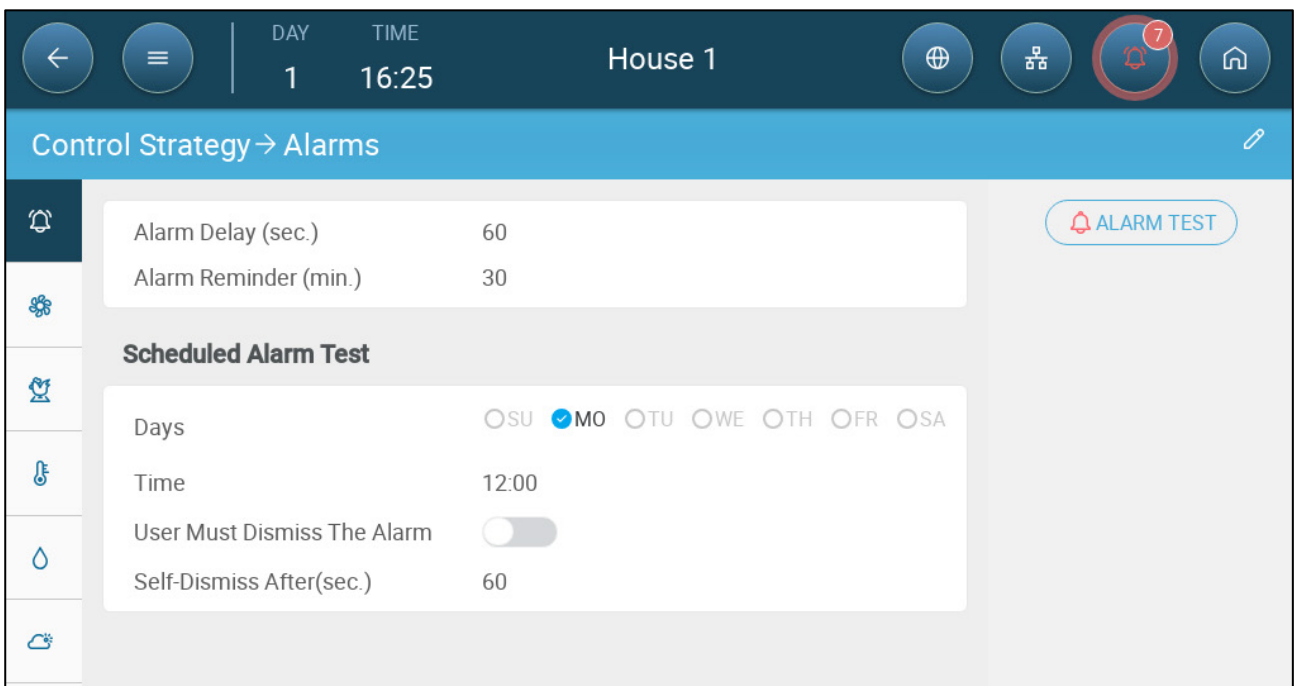 DAY TIME
1 16:25
House 1
7
Control Strategy → Alarms
ALARM TEST
Alarm Delay (sec.) 60
Alarm Reminder (min.) 30
Scheduled Alarm Test
Days SU MO TU WE TH FR SA
Time 12:00
User Must Dismiss The Alarm
Self-Dismiss After(sec.) 60